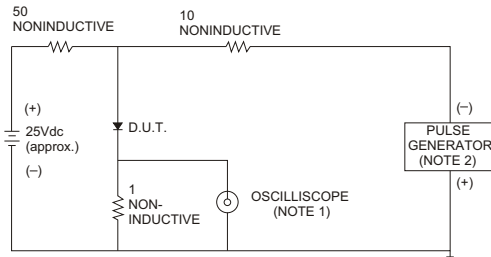 50
NONINDUCTIVE
10
NONINDUCTIVE
(+)
25Vdc
(approx.)
(–)
D.U.T.
1
NON-
INDUCTIVE
OSCILLISCOPE
(NOTE 1)
(–)
PULSE
GENERATOR
(NOTE 2)
(+)